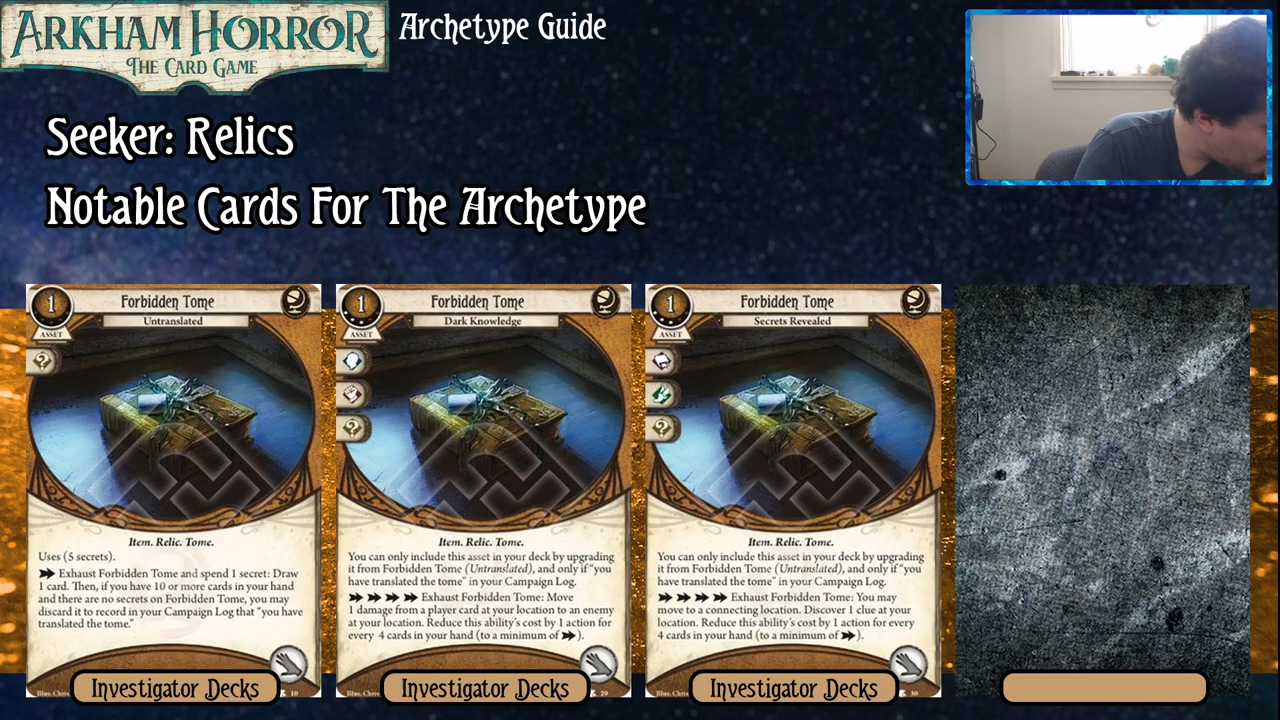 ARKHAM HORROR
THE CARD GAME
Archetype Guide
Seeker: Relics
Notable Cards For The Archetype
1
Forbidden Tome
ASSET
Untranslated
?
Item. Relic. Tome.
Uses (5 secrets).
Exhaust Forbidden Tome and spend 1 secret: Draw
1 card. Then, if you have 10 or more cards in your hand
and there are no secrets on Forbidden Tome, you may
discard it to record in your Campaign Log that “you have
translated the tome.”
Investigator Decks
10
1
Forbidden Tome
ASSET
Dark Knowledge
?
Item. Relic. Tome.
You can only include this asset in your deck by upgrading
it from Forbidden Tome (Untranslated), and only if “you
have translated the tome” in your Campaign Log.
Exhaust Forbidden Tome: Move
1 damage from a player card at your location to an enemy
at your location. Reduce this ability’s cost by 1 action for
every 4 cards in your hand (to a minimum of ).
Investigator Decks
29
1
Forbidden Tome
ASSET
Secrets Revealed
?
Item. Relic. Tome.
You can only include this asset in your deck by upgrading
it from Forbidden Tome (Untranslated), and only if “you
have translated the tome” in your Campaign Log.
Exhaust Forbidden Tome: You may
move to a connecting location. Discover 1 clue at your
location. Reduce this ability’s cost by 1 action for every
4 cards in your hand (to a minimum of ).
Investigator Decks
30